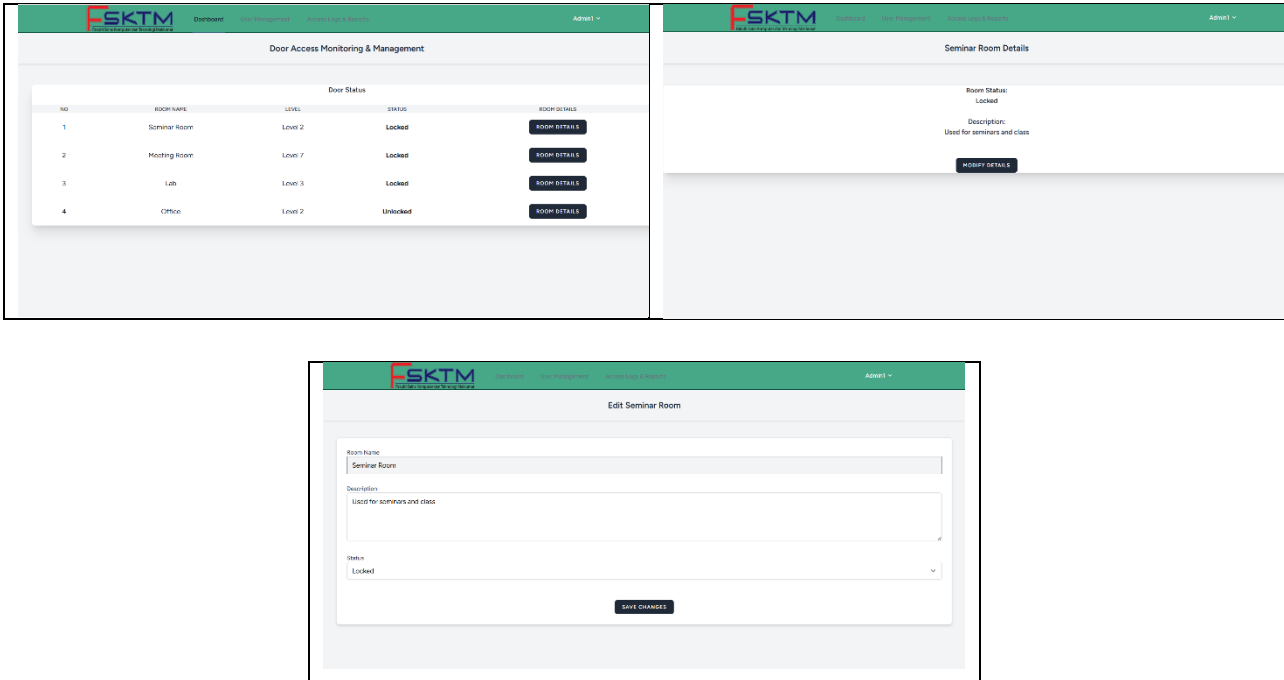 FSKTM Dashboard User Management Access Logs & Reports Admin1
Door Access Monitoring & Management
Door Status
NO ROOM NAME LEVEL STATUS ROOM DETAILS
1 Seminar Room Level 2 Locked ROOM DETAILS
2 Meeting Room Level 7 Locked ROOM DETAILS
3 Lab Level 3 Locked ROOM DETAILS
4 Office Level 2 Unlocked ROOM DETAILS
FSKTM Dashboard User Management Access Logs & Reports Admin1
Seminar Room Details
Room Status:
Locked
Description:
Used for seminars and class
MODIFY DETAILS
FSKTM Dashboard User Management Access Logs & Reports Admin1
Edit Seminar Room
Room Name
Seminar Room
Description
Used for seminars and class
Status
Locked
SAVE CHANGES